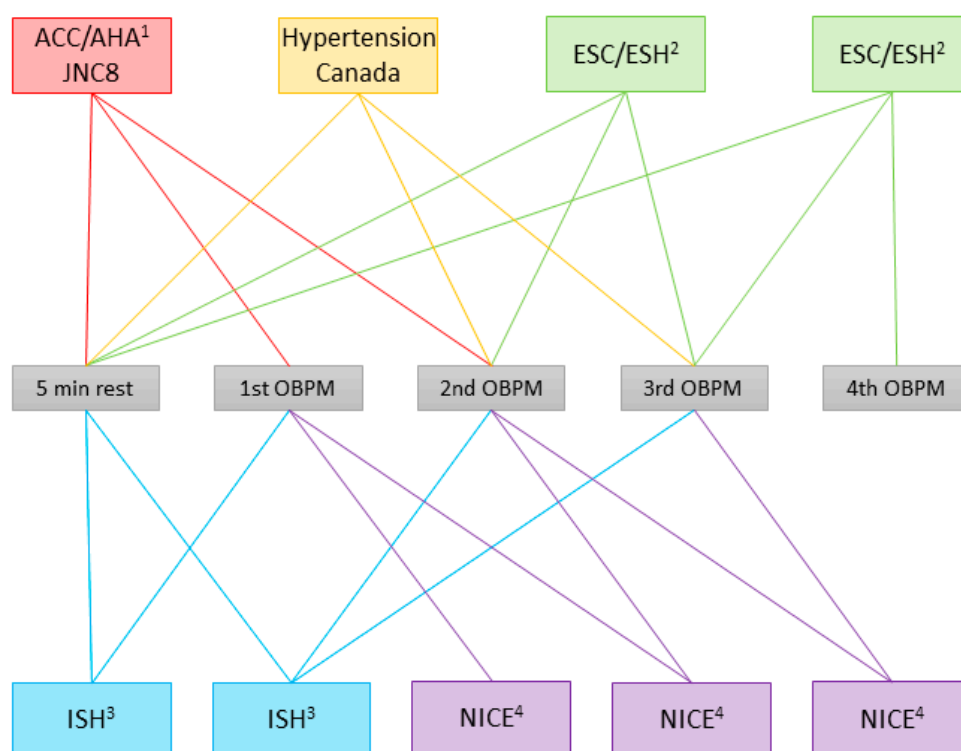 ACC/AHA¹
JNC8
Hypertension
Canada
ESC/ESH²
ESC/ESH²
5 min rest
1st OBPM
2nd OBPM
3rd OBPM
4th OBPM
ISH³
ISH³
NICE⁴
NICE⁴
NICE⁴